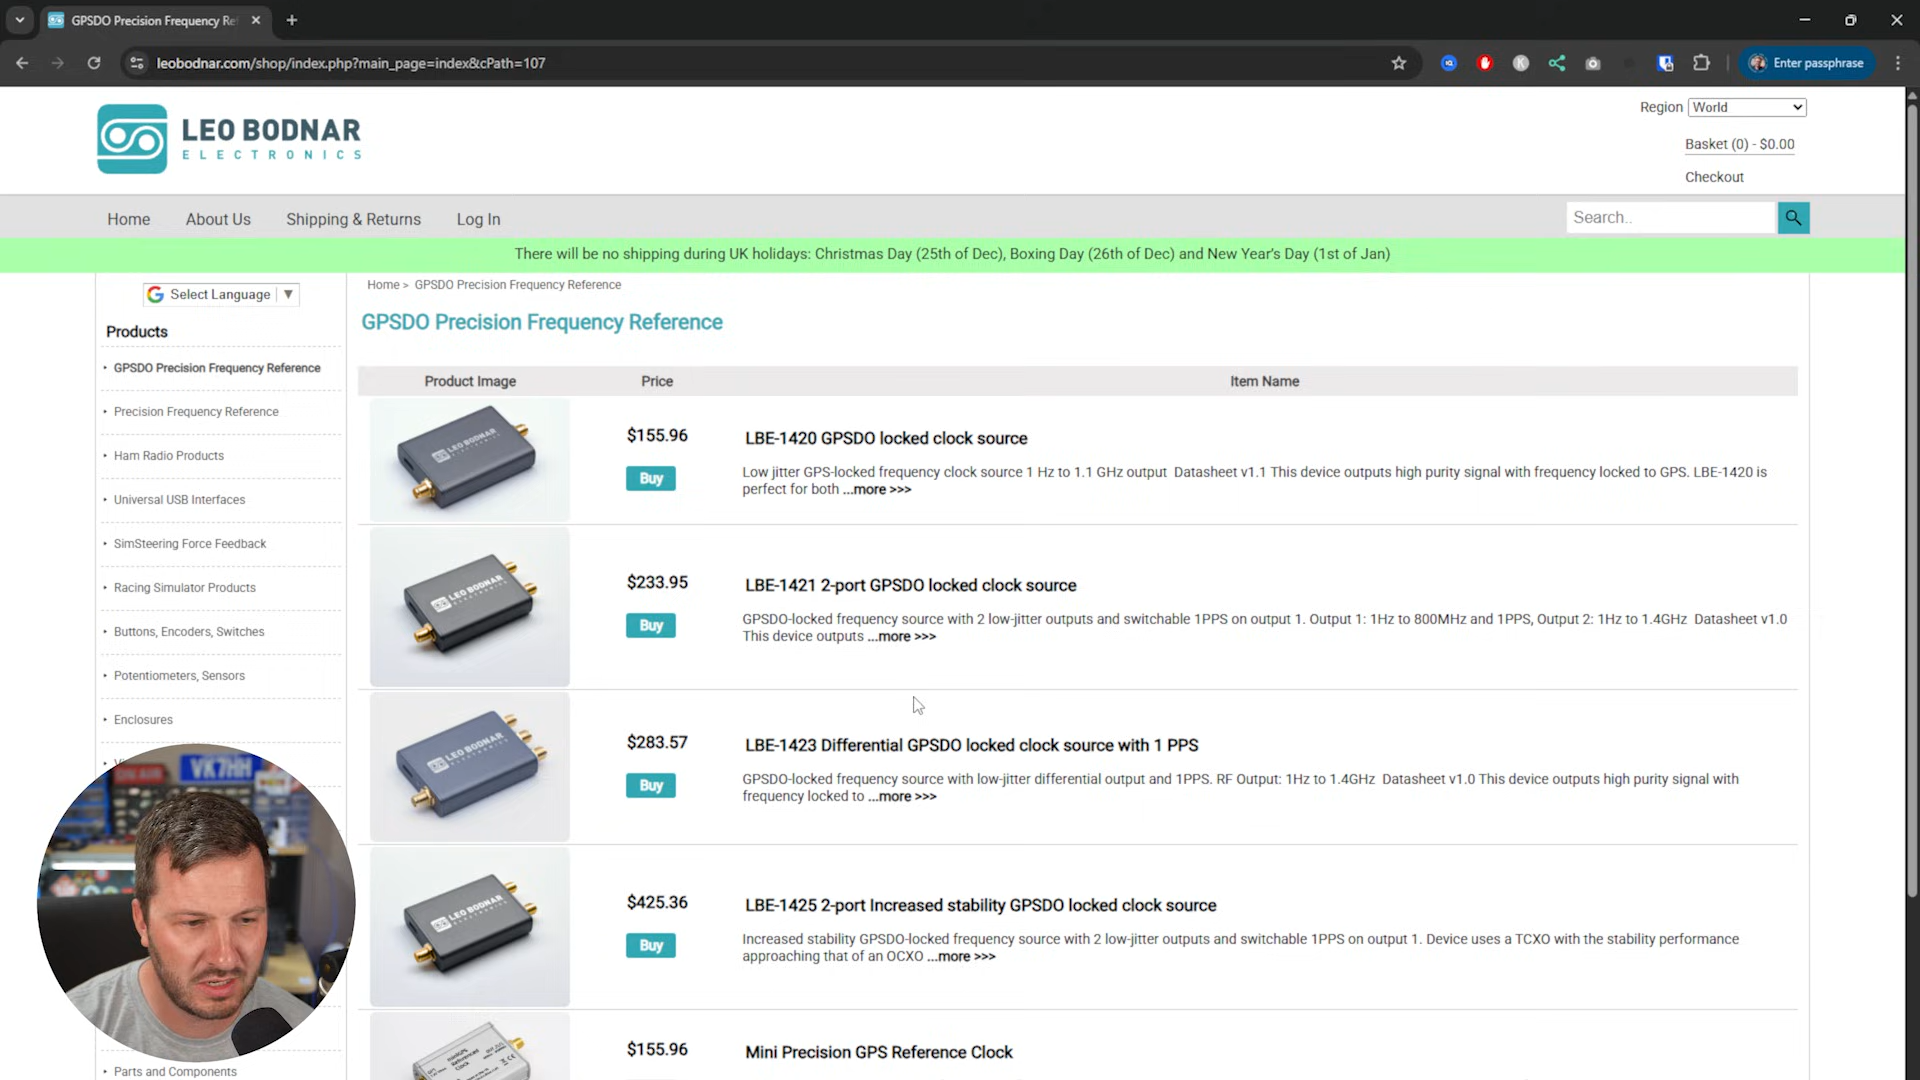 GPSDO Precision Frequency Re
leobodnar.com/shop/index.php?main_page=index&cPath=107
Enter passphrase
LEO BODNAR
ELECTRONICS
Region World
Basket (0) - $0.00
Checkout
Home About Us Shipping & Returns Log In
Search..
There will be no shipping during UK holidays: Christmas Day (25th of Dec), Boxing Day (26th of Dec) and New Year's Day (1st of Jan)
Select Language
Products
GPSDO Precision Frequency Reference
Precision Frequency Reference
Ham Radio Products
Universal USB Interfaces
SimSteering Force Feedback
Racing Simulator Products
Buttons, Encoders, Switches
Potentiometers, Sensors
Enclosures
Parts and Components
Home > GPSDO Precision Frequency Reference
GPSDO Precision Frequency Reference
Product Image Price Item Name
LEO BODNAR
$155.96
Buy
LBE-1420 GPSDO locked clock source
Low jitter GPS-locked frequency clock source 1 Hz to 1.1 GHz output Datasheet v1.1 This device outputs high purity signal with frequency locked to GPS. LBE-1420 is
perfect for both ...more >>>
LEO BODNAR
$233.95
Buy
LBE-1421 2-port GPSDO locked clock source
GPSDO-locked frequency source with 2 low-jitter outputs and switchable 1PPS on output 1. Output 1: 1Hz to 800MHz and 1PPS, Output 2: 1Hz to 1.4GHz Datasheet v1.0
This device outputs ...more >>>
LEO BODNAR
$283.57
Buy
LBE-1423 Differential GPSDO locked clock source with 1 PPS
GPSDO-locked frequency source with low-jitter differential output and 1PPS. RF Output: 1Hz to 1.4GHz Datasheet v1.0 This device outputs high purity signal with
frequency locked to ...more >>>
LEO BODNAR
$425.36
Buy
LBE-1425 2-port Increased stability GPSDO locked clock source
Increased stability GPSDO-locked frequency source with 2 low-jitter outputs and switchable 1PPS on output 1. Device uses a TCXO with the stability performance
approaching that of an OCXO ...more >>>
$155.96
Mini Precision GPS Reference Clock
ON AIR
VK7HH